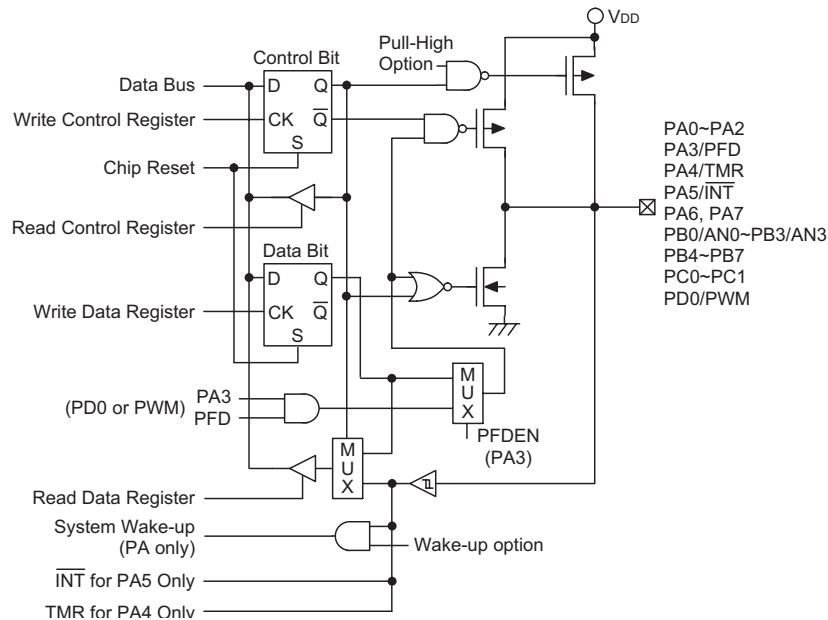 VDD
Control Bit
Pull-High
Option
Data Bus
D
Q
Write Control Register
CK
Q
S
Chip Reset
Read Control Register
Data Bit
D
Q
Write Data Register
CK
Q
S
PA0~PA2
PA3/PFD
PA4/TMR
PA5/INT
PA6, PA7
PB0/AN0~PB3/AN3
PB4~PB7
PC0~PC1
PD0/PWM
(PD0 or PWM)
PA3
PFD
M
U
X
PFDEN
(PA3)
M
U
X
Read Data Register
System Wake-up
(PA only)
Wake-up option
INT for PA5 Only
TMR for PA4 Only